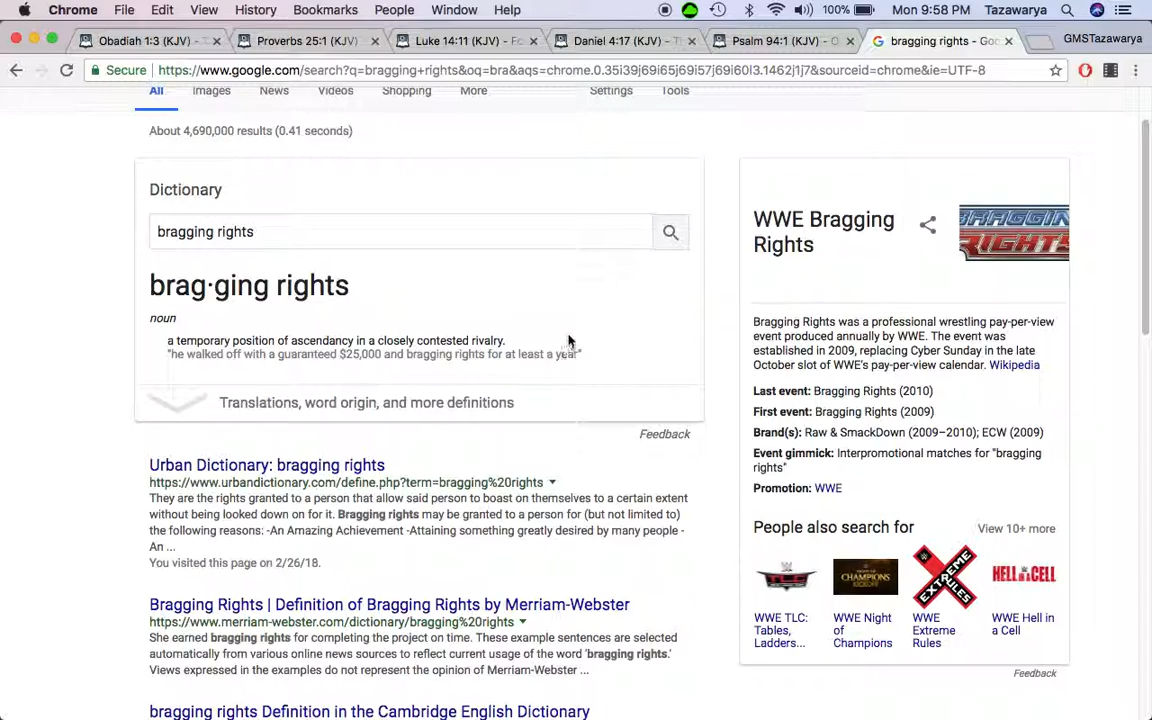 Chrome File Edit View History Bookmarks People Window Help 100% Mon 9:58 PM Tazawarya
Obadiah 1:3 (KJV) - T × Proverbs 25:1 (KJV) × Luke 14:11 (KJV) - Fo × Daniel 4:17 (KJV) - Ti × Psalm 94:1 (KJV) - O × G bragging rights - Goo × GMSTazawarya
Secure https://www.google.com/search?q=bragging+rights&oq=bra&aqs=chrome.0.35i39j69i65j69i57j69i60l3.1462j1j7&sourceid=chrome&ie=UTF-8
All Images News Videos Shopping More Settings Tools
About 4,690,000 results (0.41 seconds)
Dictionary
bragging rights
brag·ging rights
noun
a temporary position of ascendancy in a closely contested rivalry.
"he walked off with a guaranteed $25,000 and bragging rights for at least a year"
Translations, word origin, and more definitions
Feedback
Urban Dictionary: bragging rights
https://www.urbandictionary.com/define.php?term=bragging%20rights
They are the rights granted to a person that allow said person to boast on themselves to a certain extent
without being looked down on for it. Bragging rights may be granted to a person for (but not limited to)
the following reasons: -An Amazing Achievement -Attaining something greatly desired by many people -
An ...
You visited this page on 2/26/18.
Bragging Rights | Definition of Bragging Rights by Merriam-Webster
https://www.merriam-webster.com/dictionary/bragging%20rights
She earned bragging rights for completing the project on time. These example sentences are selected
automatically from various online news sources to reflect current usage of the word 'bragging rights.'
Views expressed in the examples do not represent the opinion of Merriam-Webster ...
bragging rights Definition in the Cambridge English Dictionary
WWE Bragging
Rights
BRAGGING
RIGHTS
Bragging Rights was a professional wrestling pay-per-view
event produced annually by WWE. The event was
established in 2009, replacing Cyber Sunday in the late
October slot of WWE's pay-per-view calendar. Wikipedia
Last event: Bragging Rights (2010)
First event: Bragging Rights (2009)
Brand(s): Raw & SmackDown (2009–2010); ECW (2009)
Event gimmick: Interpromotional matches for "bragging
rights"
Promotion: WWE
People also search for View 10+ more
TLC CHAMPIONS EXTREME RULES HELL IN A CELL
WWE TLC: WWE Night WWE WWE Hell in
Tables, of Extreme a Cell
Ladders... Champions Rules
Feedback